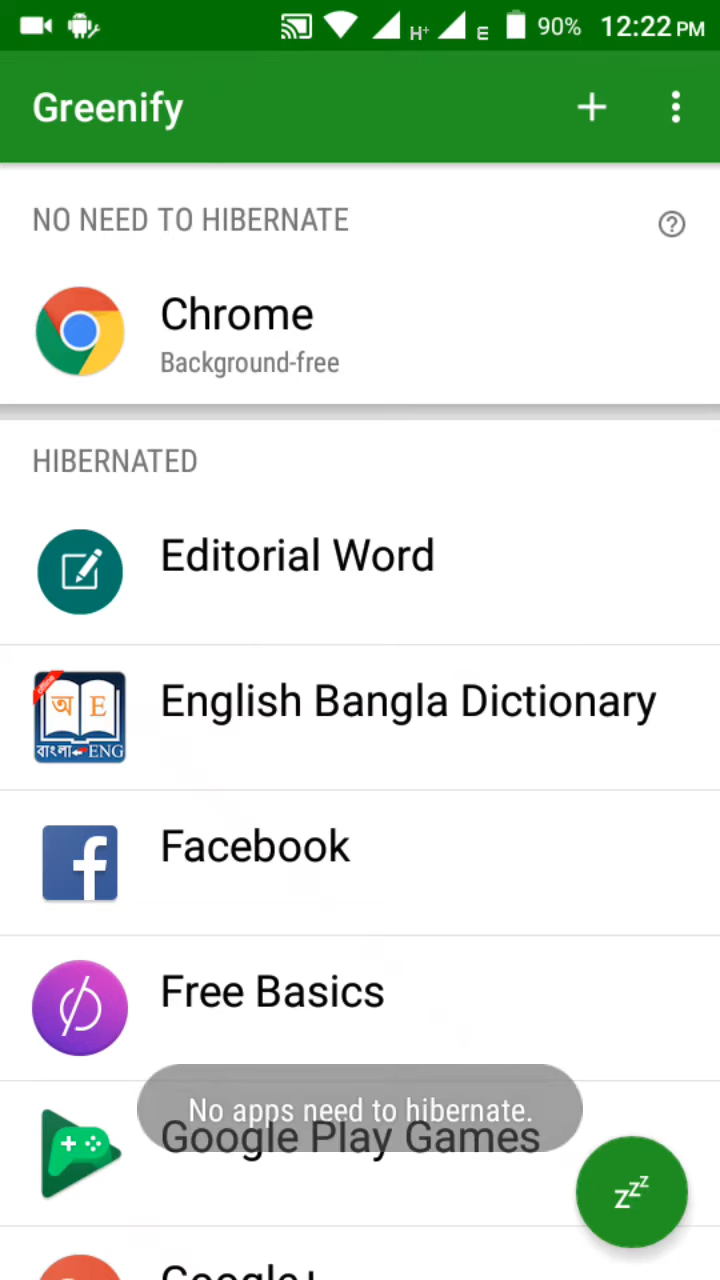 H+ E 90% 12:22 PM
Greenify
NO NEED TO HIBERNATE
Chrome
Background-free
HIBERNATED
Editorial Word
অ E
বাংলা ENG
English Bangla Dictionary
Facebook
Free Basics
No apps need to hibernate.
Google Play Games
zzz
Google+